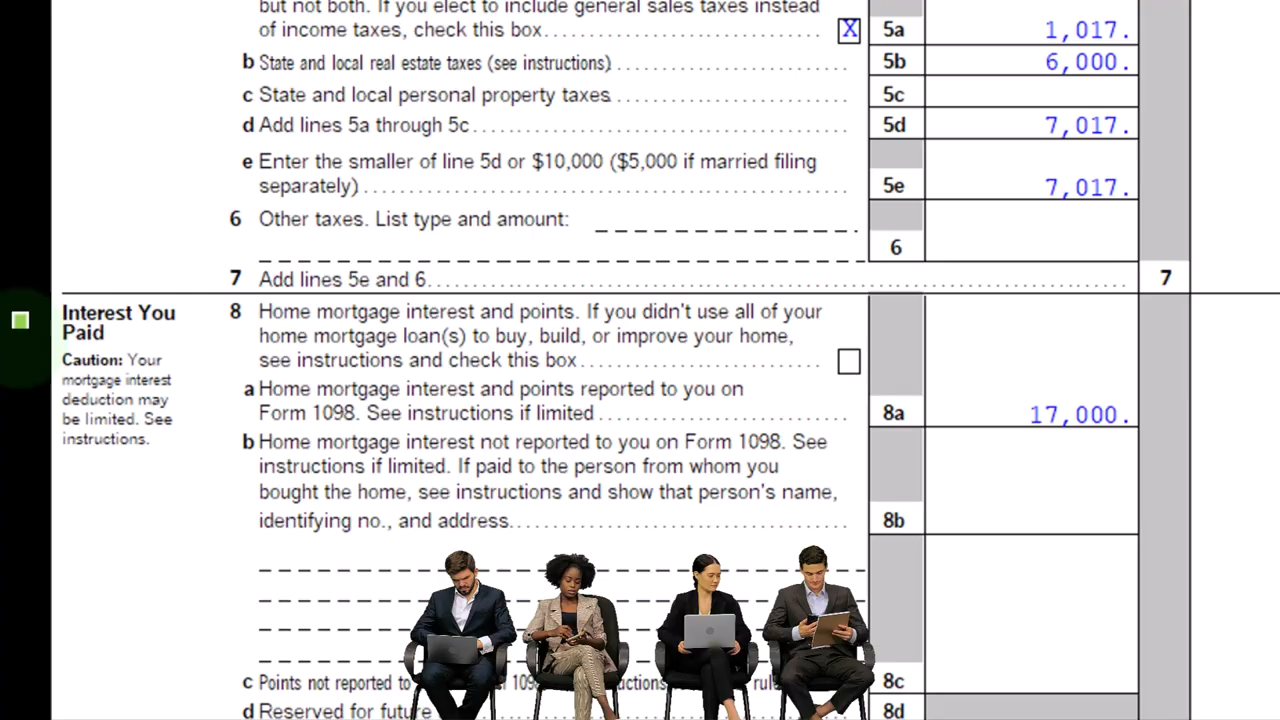 but not both. If you elect to include general sales taxes instead
of income taxes, check this box X 5a 1,017.
b State and local real estate taxes (see instructions) 5b 6,000.
c State and local personal property taxes 5c
d Add lines 5a through 5c 5d 7,017.
e Enter the smaller of line 5d or $10,000 ($5,000 if married filing
separately) 5e 7,017.
6 Other taxes. List type and amount:
6
7 Add lines 5e and 6 7
Interest You
Paid
Caution: Your
mortgage interest
deduction may
be limited. See
instructions.
8 Home mortgage interest and points. If you didn't use all of your
home mortgage loan(s) to buy, build, or improve your home,
see instructions and check this box
a Home mortgage interest and points reported to you on
Form 1098. See instructions if limited 8a 17,000.
b Home mortgage interest not reported to you on Form 1098. See
instructions if limited. If paid to the person from whom you
bought the home, see instructions and show that person's name,
identifying no., and address. 8b
c Points not reported to 8c
d Reserved for future 8d